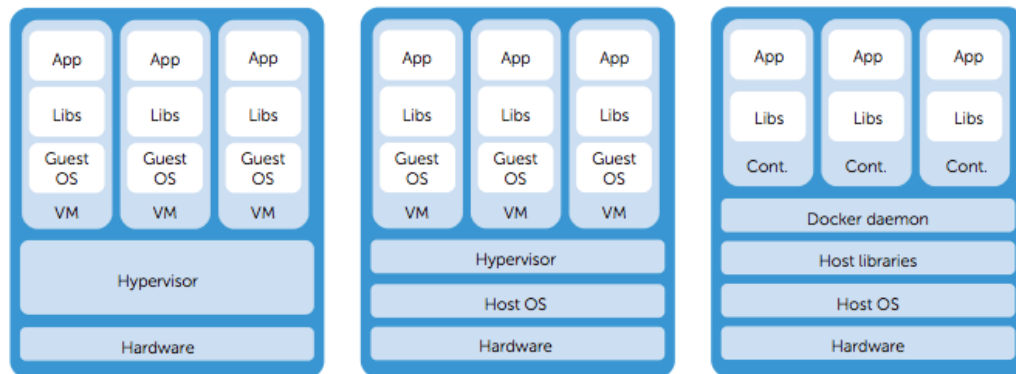 App App App
Libs Libs Libs
Guest Guest Guest
OS OS OS
VM VM VM
Hypervisor
Hardware
App App App
Libs Libs Libs
Guest Guest Guest
OS OS OS
VM VM VM
Hypervisor
Host OS
Hardware
App App App
Libs Libs Libs
Cont. Cont. Cont.
Docker daemon
Host libraries
Host OS
Hardware